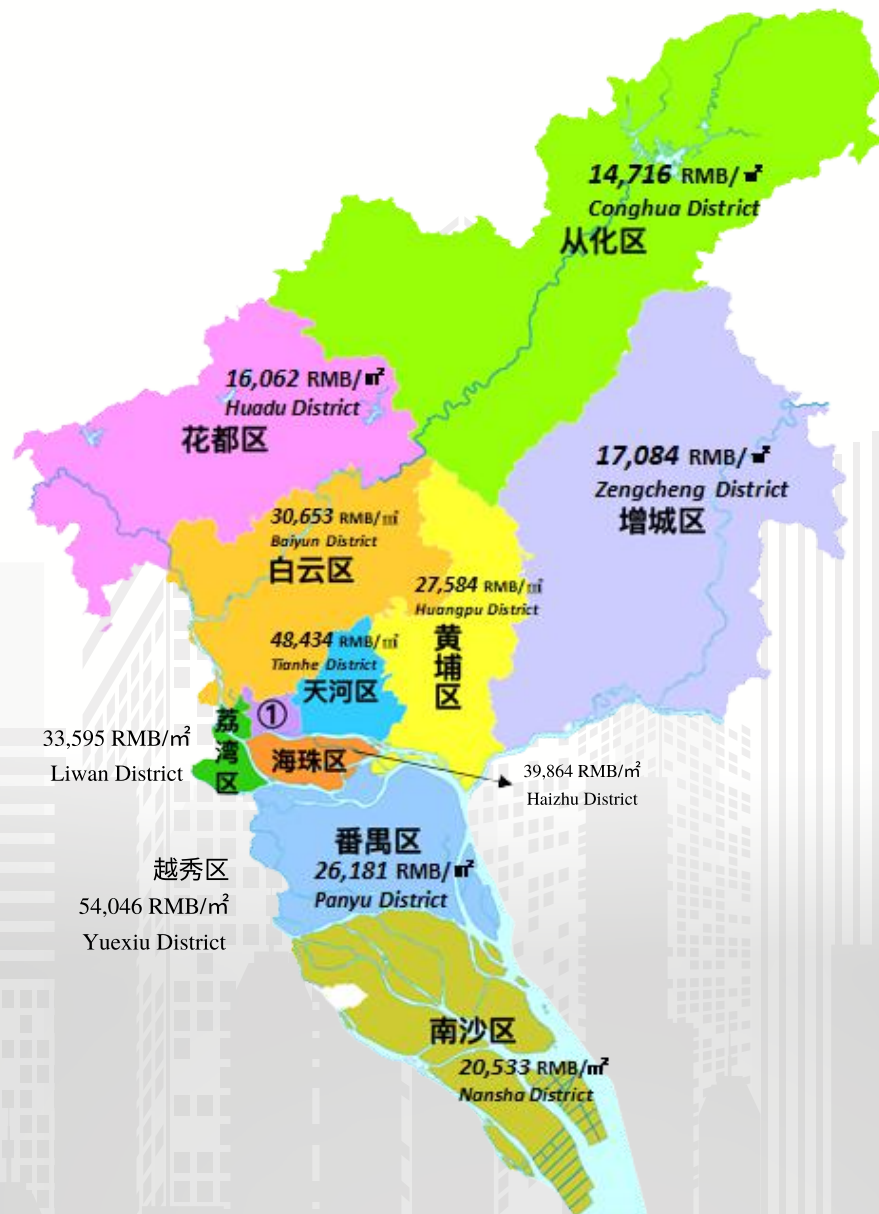 14,716 RMB/㎡
Conghua District
从化区
16,062 RMB/㎡
Huadu District
花都区
17,084 RMB/㎡
Zengcheng District
增城区
30,653 RMB/㎡
Baiyun District
白云区
27,584 RMB/㎡
Huangpu District
黄
埔
区
48,434 RMB/㎡
Tianhe District
天河区
①
荔
湾
区
33,595 RMB/㎡
Liwan District
海珠区
39,864 RMB/㎡
Haizhu District
番禺区
26,181 RMB/㎡
Panyu District
越秀区
54,046 RMB/㎡
Yuexiu District
南沙区
20,533 RMB/㎡
Nansha District